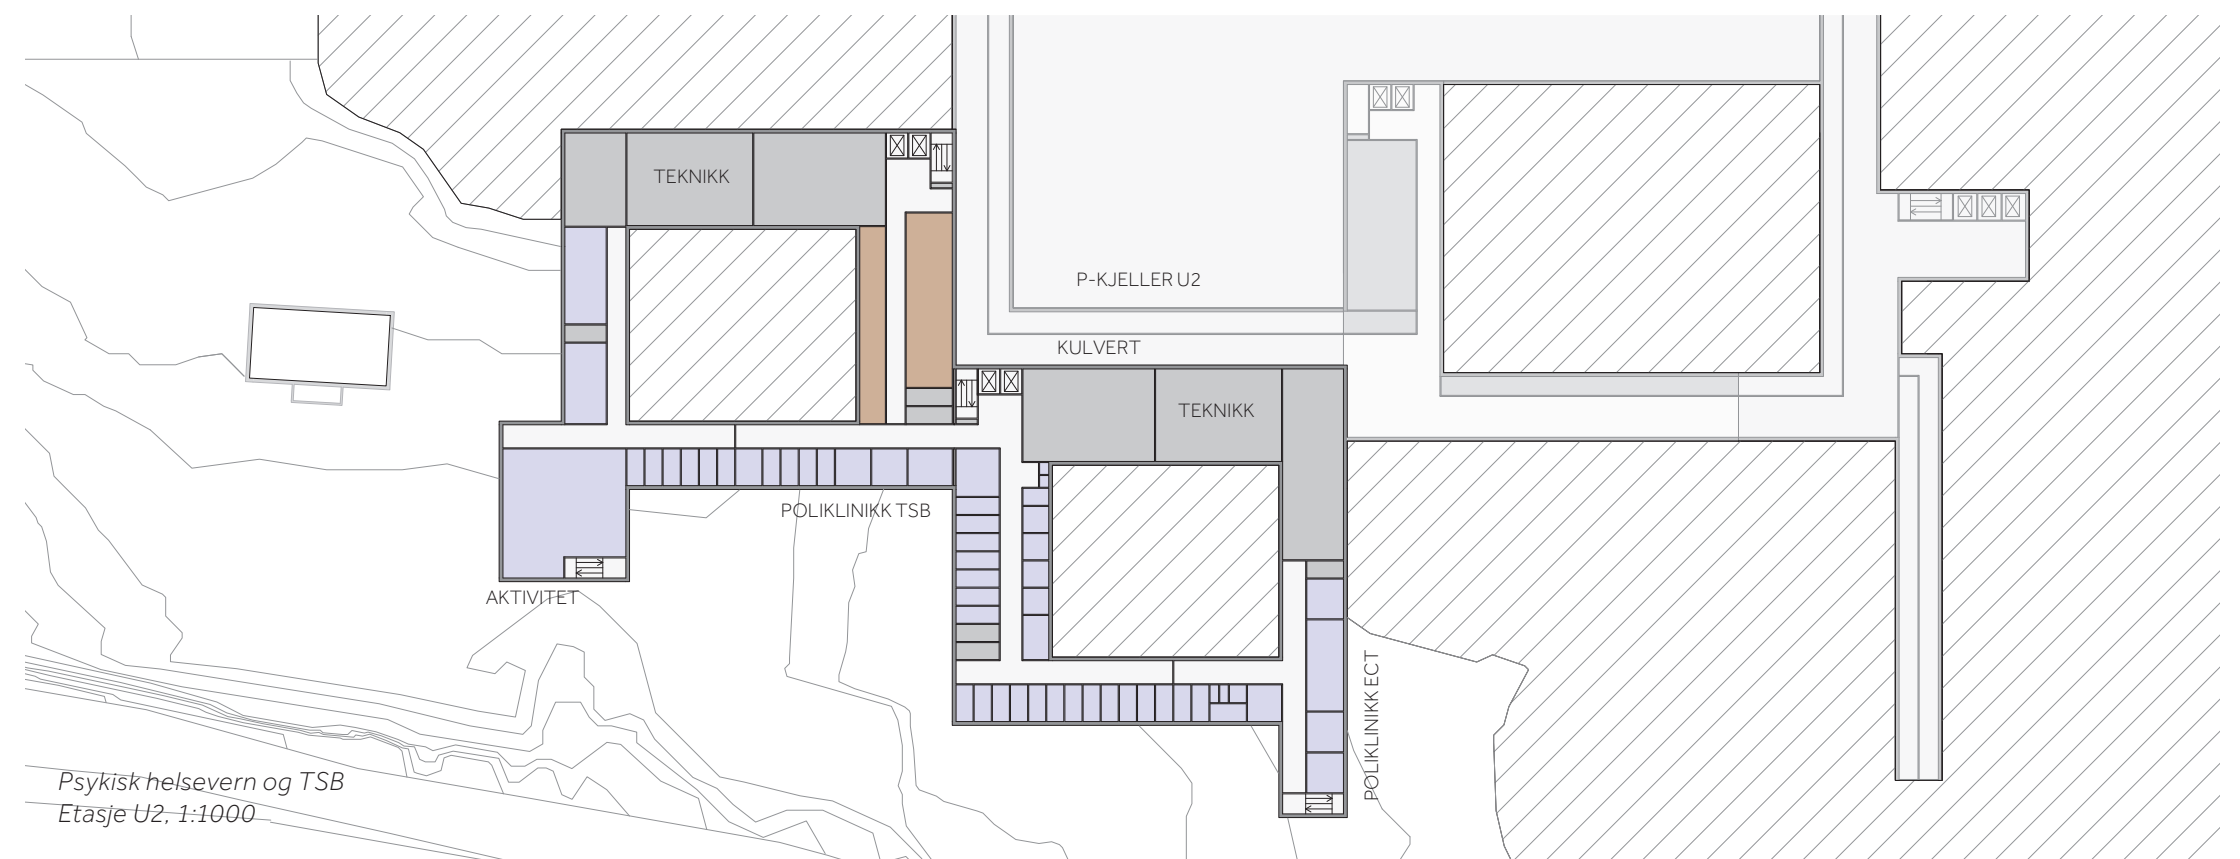 TEKNIKK
P-KJELLER U2
KULVERT
TEKNIKK
POLIKLINIKK TSB
AKTIVITET
POLIKLINIKK ECT
Psykisk helsevern og TSB
Etasje U2, 1:1000